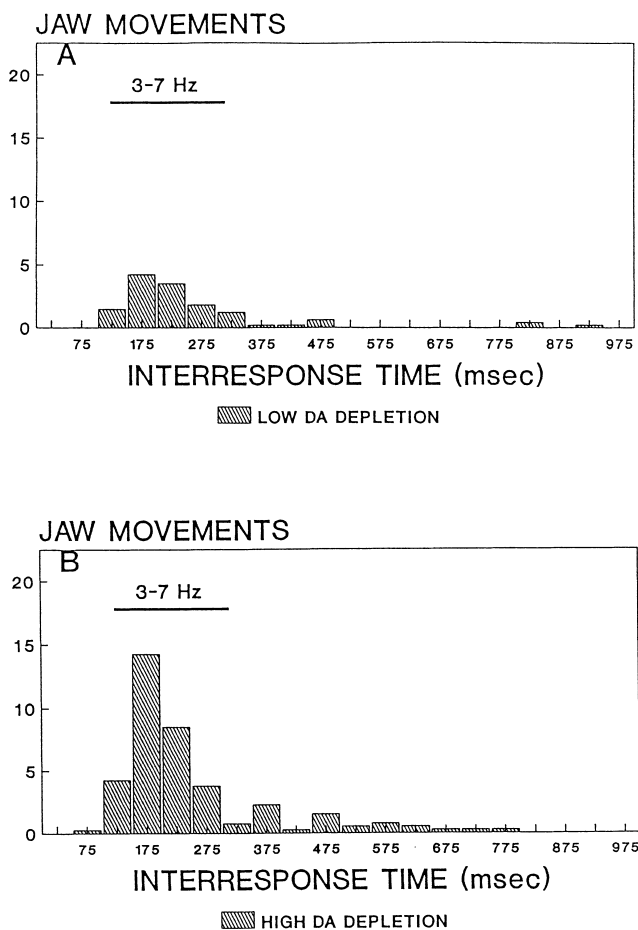 JAW MOVEMENTS
A
3-7 Hz
20
15
10
5
0
75 175 275 375 475 575 675 775 875 975
INTERRESPONSE TIME (msec)
LOW DA DEPLETION
JAW MOVEMENTS
B
3-7 Hz
20
15
10
5
0
75 175 275 375 475 575 675 775 875 975
INTERRESPONSE TIME (msec)
HIGH DA DEPLETION